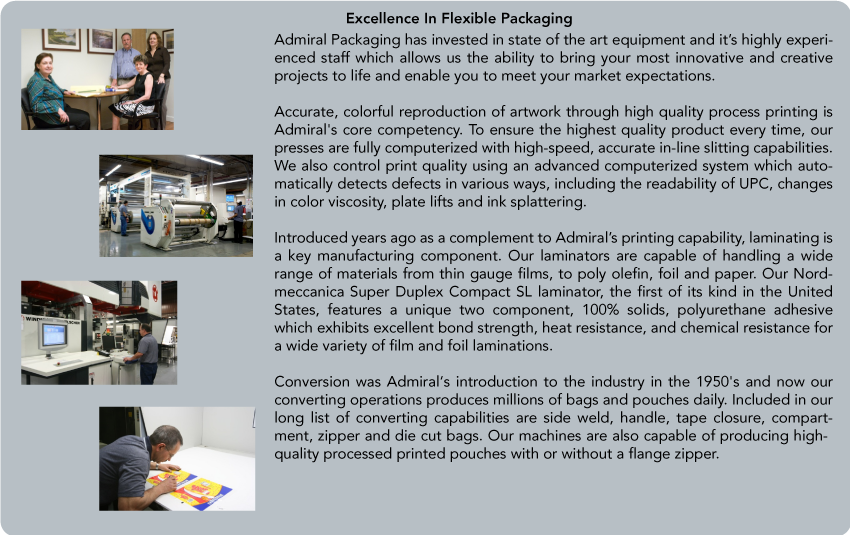 Excellence In Flexible Packaging
Admiral Packaging has invested in state of the art equipment and it’s highly experi-
enced staff which allows us the ability to bring your most innovative and creative
projects to life and enable you to meet your market expectations.
Accurate, colorful reproduction of artwork through high quality process printing is
Admiral's core competency. To ensure the highest quality product every time, our
presses are fully computerized with high-speed, accurate in-line slitting capabilities.
We also control print quality using an advanced computerized system which auto-
matically detects defects in various ways, including the readability of UPC, changes
in color viscosity, plate lifts and ink splattering.
Introduced years ago as a complement to Admiral’s printing capability, laminating is
a key manufacturing component. Our laminators are capable of handling a wide
range of materials from thin gauge films, to poly olefin, foil and paper. Our Nord-
meccanica Super Duplex Compact SL laminator, the first of its kind in the United
States, features a unique two component, 100% solids, polyurethane adhesive
which exhibits excellent bond strength, heat resistance, and chemical resistance for
a wide variety of film and foil laminations.
Conversion was Admiral’s introduction to the industry in the 1950's and now our
converting operations produces millions of bags and pouches daily. Included in our
long list of converting capabilities are side weld, handle, tape closure, compart-
ment, zipper and die cut bags. Our machines are also capable of producing high-
quality processed printed pouches with or without a flange zipper.